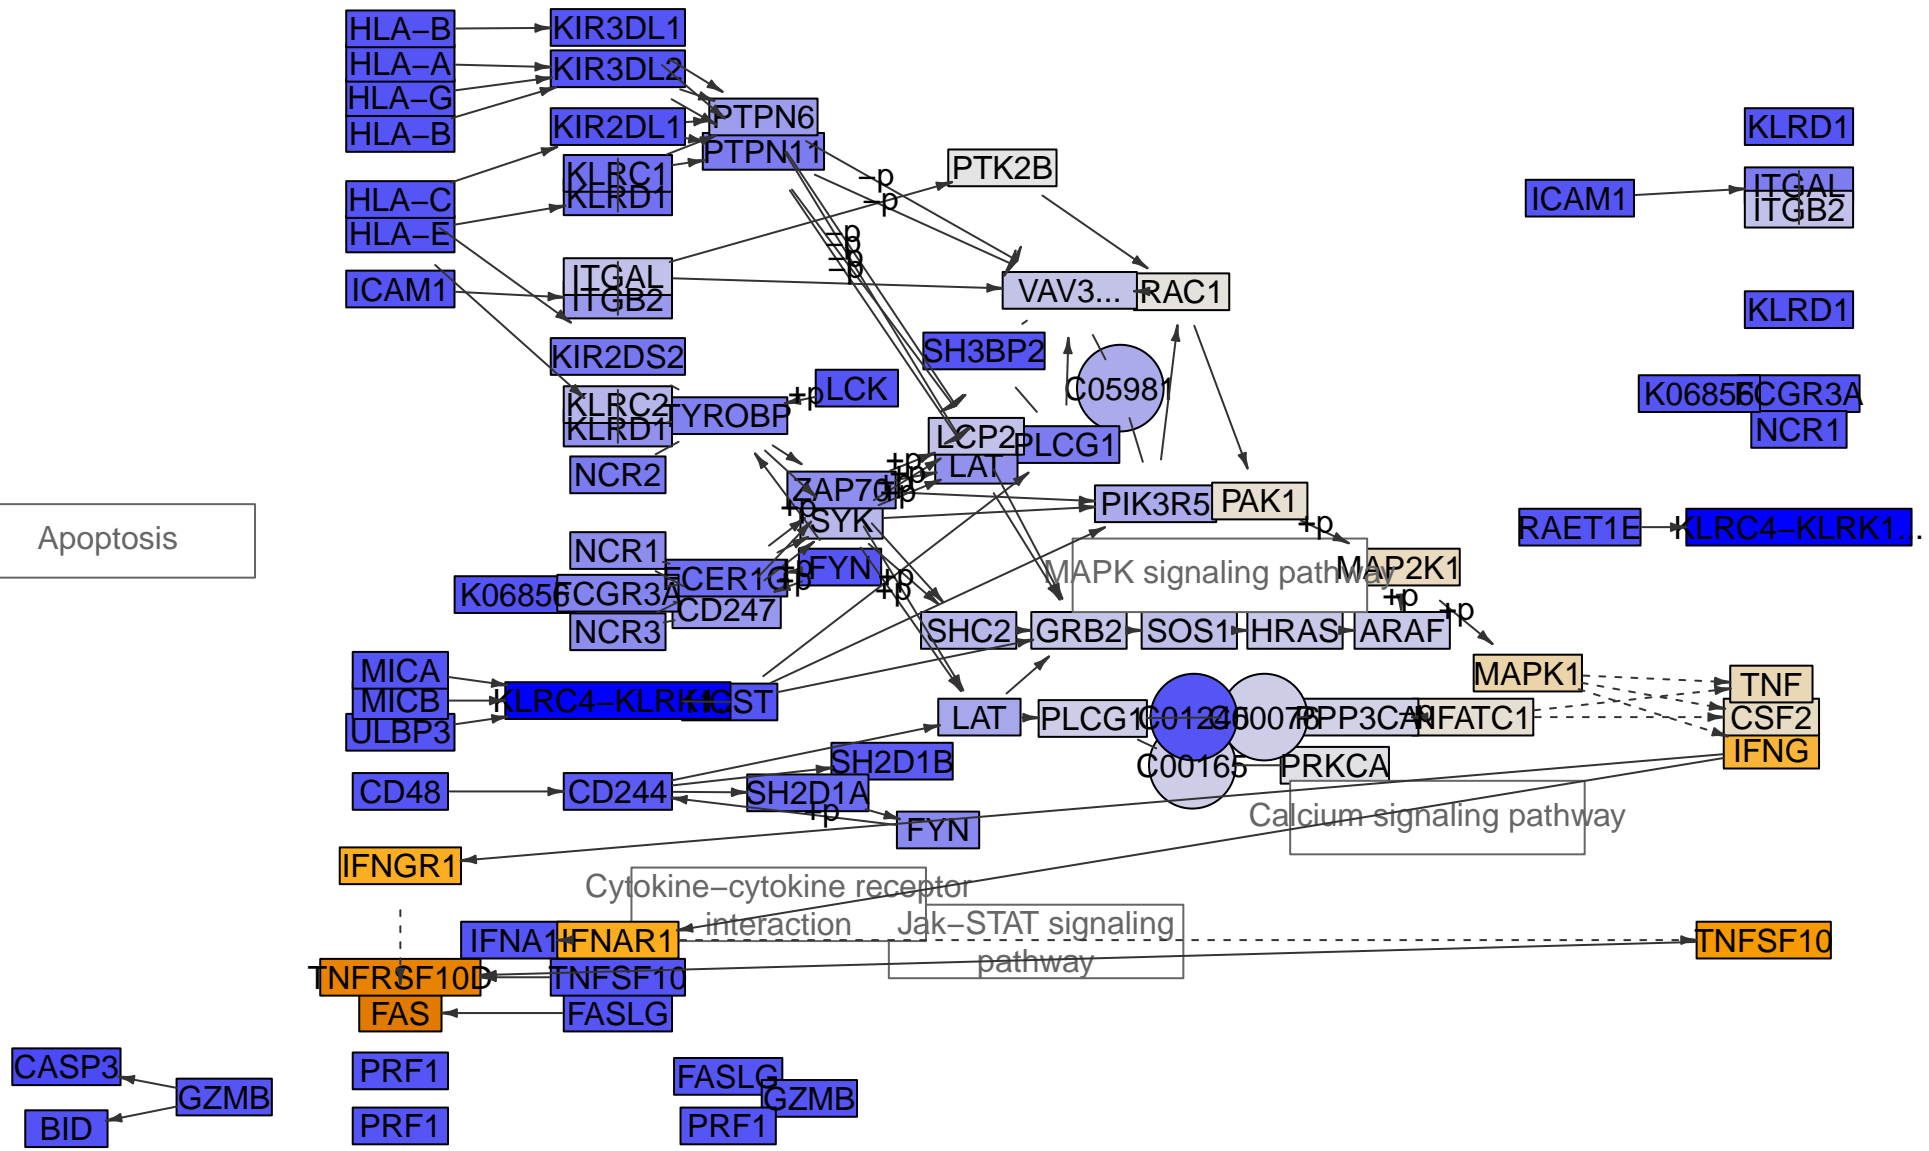 HLA−B
KIR3DL1
HLA−A
KIR3DL2
HLA−G
HLA−B
KIR2DL1
PTPN6
PTPN11
KLRC1
KLRD1
HLA−C
HLA−E
ICAM1
ITGAL
ITGB2
PTK2B
−p
−p
−p
−p
−p
−p
VAV3...
RAC1
KLRD1
ICAM1
ITGAL
ITGB2
KLRD1
K06856
FCGR3A
NCR1
RAET1E
KLRC4−KLRK1...
KIR2DS2
KLRC2
KLRD1
TYROBP
+p
LCK
SH3BP2
C05981
LCP2
PLCG1
LAT
NCR2
ZAP70
SYK
+p
+p
+p
+p
PIK3R5
PAK1
+p
Apoptosis
NCR1
FCER1G
+p
FYN
+p
+p
K06856
FCGR3A
CD247
NCR3
MAPK signaling pathway
MAP2K1
+p
+p
SHC2
GRB2
SOS1
HRAS
ARAF
MICA
MICB
ULBP3
KLRC4−KLRK1
HCST
MAPK1
TNF
CSF2
IFNG
LAT
PLCG1
C01245
C00076
PPP3CA
NFATC1
C00165
PRKCA
CD48
CD244
SH2D1B
SH2D1A
+p
FYN
Calcium signaling pathway
IFNGR1
Cytokine−cytokine receptor
interaction
Jak−STAT signaling
pathway
IFNA1
IFNAR1
TNFSF10
TNFRSF10D
TNFSF10
FAS
FASLG
CASP3
GZMB
BID
PRF1
PRF1
FASLG
GZMB
PRF1